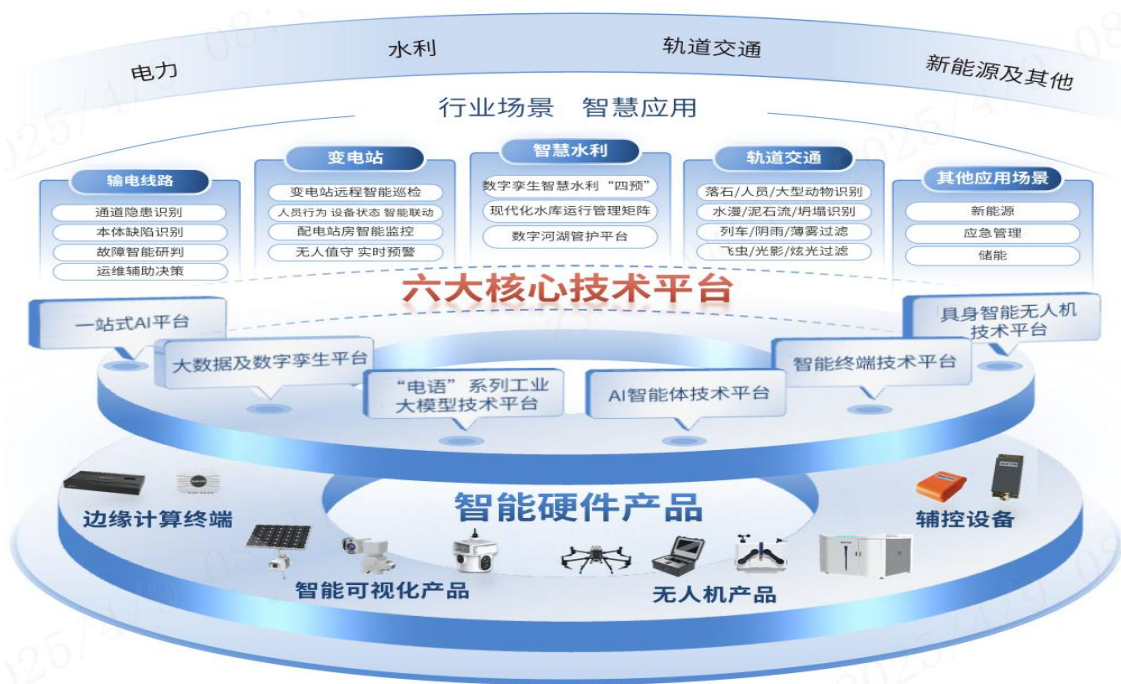 电力
水利
轨道交通
新能源及其他
行业场景 智慧应用
输电线路
通道隐患识别
本体缺陷识别
故障智能研判
运维辅助决策
变电站
变电站远程智能巡检
人员行为 设备状态 智能联动
配电站房智能监控
无人值守 实时预警
智慧水利
数字孪生智慧水利“四预”
现代化水库运行管理矩阵
数字河湖管护平台
轨道交通
落石/人员/大型动物识别
水漫/泥石流/坍塌识别
列车/阴雨/薄雾过滤
飞虫/光影/炫光过滤
其他应用场景
新能源
应急管理
储能
六大核心技术平台
一站式AI平台
大数据及数字孪生平台
“电语”系列工业
大模型技术平台
AI智能体技术平台
智能终端技术平台
具身智能无人机
技术平台
智能硬件产品
边缘计算终端
智能可视化产品
无人机产品
辅控设备